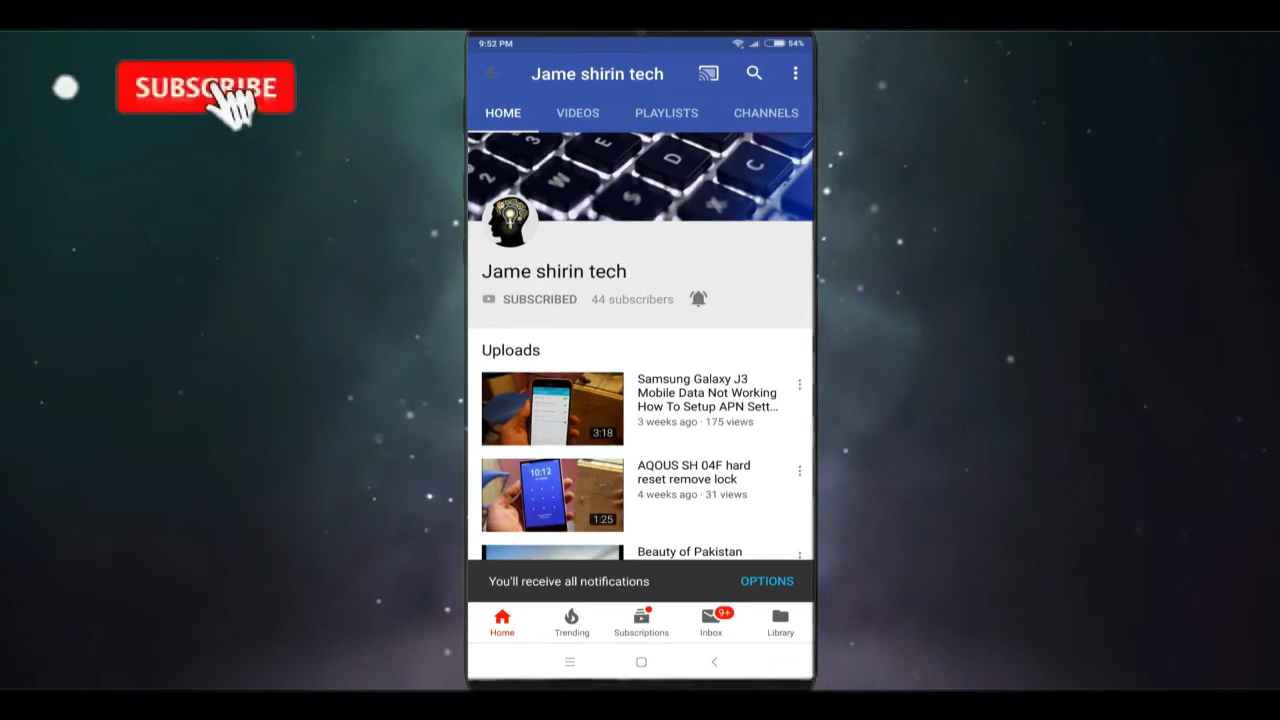 SUBSCRIBE
9:52 PM
54%
Jame shirin tech
HOME
VIDEOS
PLAYLISTS
CHANNELS
Jame shirin tech
SUBSCRIBED
44 subscribers
Uploads
Samsung Galaxy J3
Mobile Data Not Working
How To Setup APN Sett...
3 weeks ago · 175 views
3:18
AQOUS SH 04F hard
reset remove lock
4 weeks ago · 31 views
10:12
1:25
Beauty of Pakistan
You'll receive all notifications
OPTIONS
9+
Home
Trending
Subscriptions
Inbox
Library